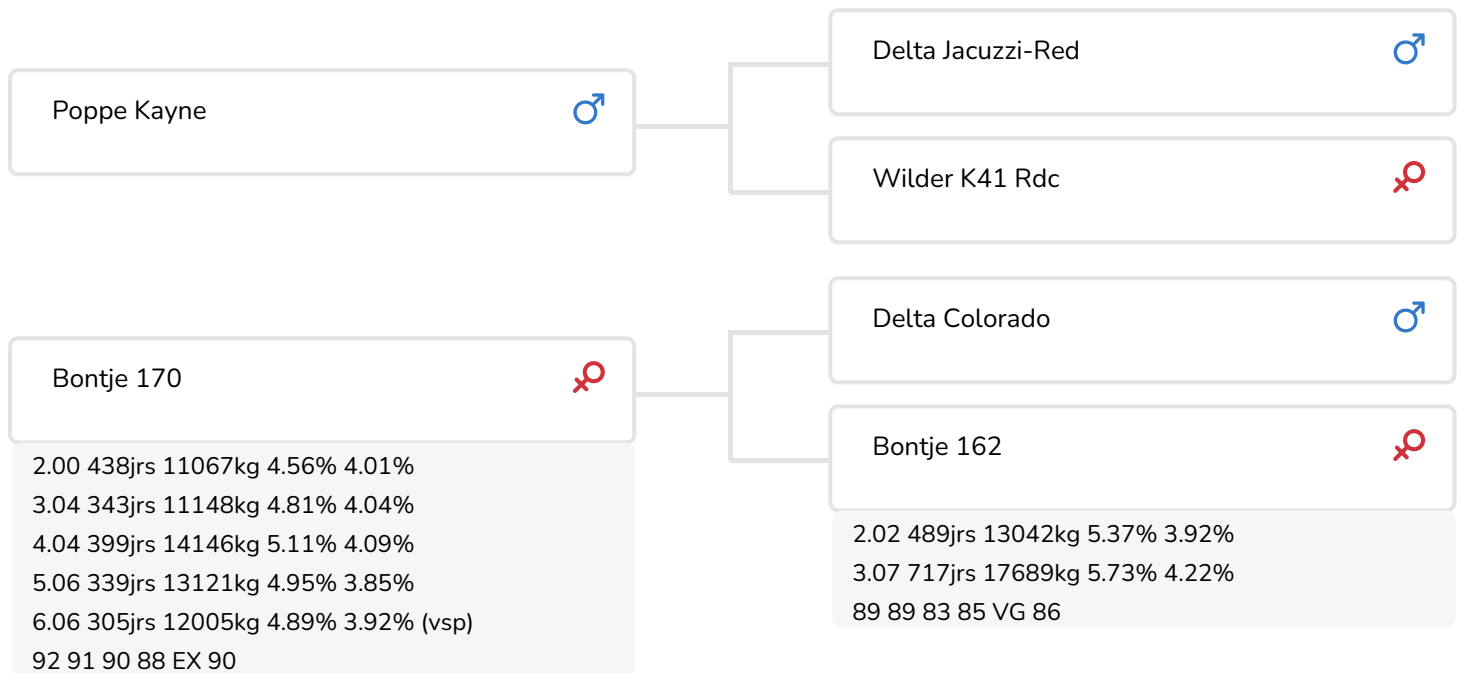 Poppe Kayne
Delta Jacuzzi-Red
Wilder K41 Rdc
Bontje 170
2.00 438jrs 11067kg 4.56% 4.01%
3.04 343jrs 11148kg 4.81% 4.04%
4.04 399jrs 14146kg 5.11% 4.09%
5.06 339jrs 13121kg 4.95% 3.85%
6.06 305jrs 12005kg 4.89% 3.92% (vsp)
92 91 90 88 EX 90
Delta Colorado
Bontje 162
2.02 489jrs 13042kg 5.37% 3.92%
3.07 717jrs 17689kg 5.73% 4.22%
89 89 83 85 VG 86